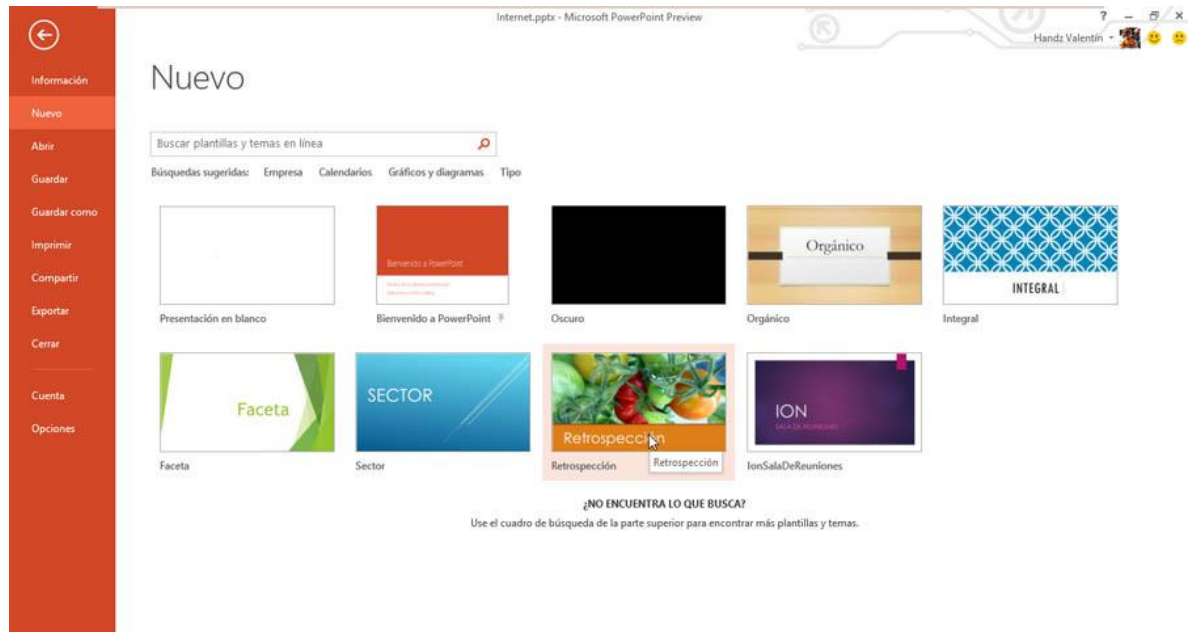 Internet.pptx - Microsoft PowerPoint Preview
?
Handz Valentín
Información
Nuevo
Abrir
Guardar
Guardar como
Imprimir
Compartir
Exportar
Cerrar
Cuenta
Opciones
Nuevo
Buscar plantillas y temas en línea
Búsquedas sugeridas: Empresa Calendarios Gráficos y diagramas Tipo
Bienvenido a PowerPoint
Orgánico
INTEGRAL
Presentación en blanco
Bienvenido a PowerPoint
Oscuro
Orgánico
Integral
Faceta
SECTOR
Retrospección
ION
SALA DE REUNIONES
Faceta
Sector
Retrospección
Retrospección
IonSalaDeReuniones
¿NO ENCUENTRA LO QUE BUSCA?
Use el cuadro de búsqueda de la parte superior para encontrar más plantillas y temas.